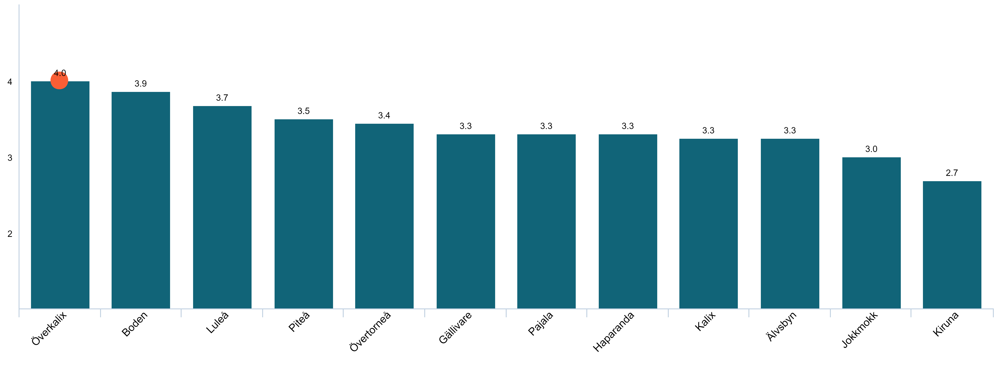 4.0
3.9
3.7
3.5
3.4
3.3
3.3
3.3
3.3
3.3
3.0
2.7
4
3
2
Överkalix
Boden
Luleå
Piteå
Övertorneå
Gällivare
Pajala
Haparanda
Kalix
Älvsbyn
Jokkmokk
Kiruna